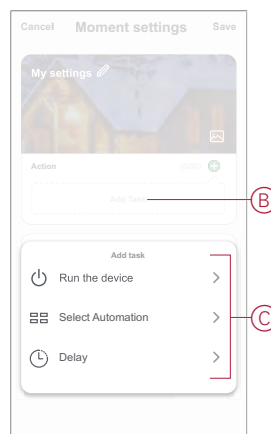 Cancel Moment settings Save
My settings
Action
Add Task
B
Add task
Run the device
Select Automation
C
Delay